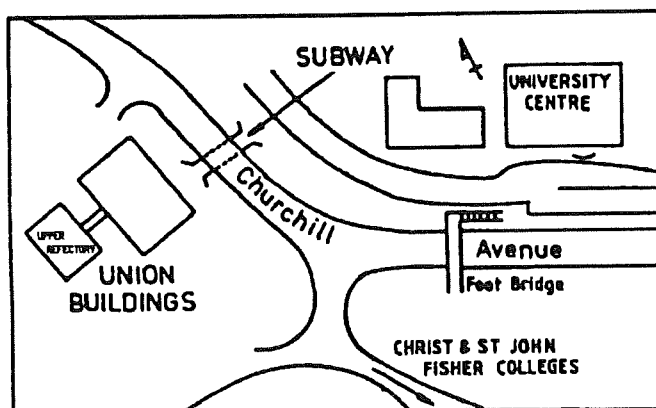 SUBWAY
UNIVERSITY
CENTRE
Churchill
Avenue
UPPER
REFECTORY
UNION
BUILDINGS
Foot Bridge
CHRIST & ST JOHN
FISHER COLLEGES